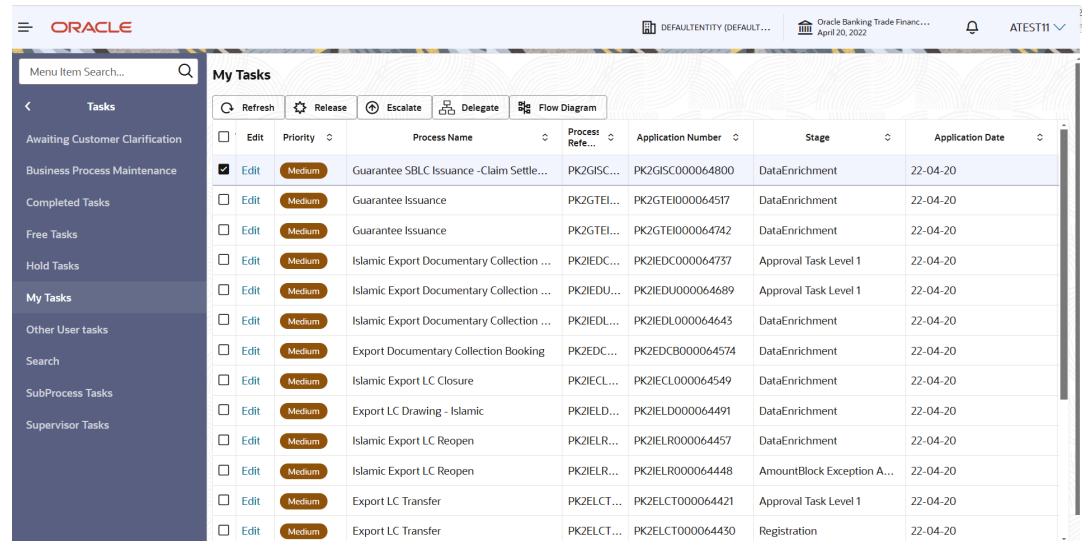 ORACLE
DEFAULTENTITY (DEFAULT...
Oracle Banking Trade Financ...
April 20, 2022
ATEST11
Menu Item Search...
Tasks
Awaiting Customer Clarification
Business Process Maintenance
Completed Tasks
Free Tasks
Hold Tasks
My Tasks
Other User tasks
Search
SubProcess Tasks
Supervisor Tasks
My Tasks
Refresh Release Escalate Delegate Flow Diagram
Edit Priority Process Name Process Refe... Application Number Stage Application Date
Edit Medium Guarantee SBLC Issuance -Claim Settle... PK2GISC... PK2GISC000064800 DataEnrichment 22-04-20
Edit Medium Guarantee Issuance PK2GTEI... PK2GTEI000064517 DataEnrichment 22-04-20
Edit Medium Guarantee Issuance PK2GTEI... PK2GTEI000064742 DataEnrichment 22-04-20
Edit Medium Islamic Export Documentary Collection ... PK2IEDC... PK2IEDC000064737 Approval Task Level 1 22-04-20
Edit Medium Islamic Export Documentary Collection ... PK2IEDU... PK2IEDU000064689 Approval Task Level 1 22-04-20
Edit Medium Islamic Export Documentary Collection ... PK2IEDL... PK2IEDL000064643 DataEnrichment 22-04-20
Edit Medium Export Documentary Collection Booking PK2EDC... PK2EDCB000064574 DataEnrichment 22-04-20
Edit Medium Islamic Export LC Closure PK2IECL... PK2IECL000064549 DataEnrichment 22-04-20
Edit Medium Export LC Drawing - Islamic PK2IELD... PK2IELD000064491 DataEnrichment 22-04-20
Edit Medium Islamic Export LC Reopen PK2IELR... PK2IELR000064457 DataEnrichment 22-04-20
Edit Medium Islamic Export LC Reopen PK2IELR... PK2IELR000064448 AmountBlock Exception A... 22-04-20
Edit Medium Export LC Transfer PK2ELCT... PK2ELCT000064421 Approval Task Level 1 22-04-20
Edit Medium Export LC Transfer PK2ELCT... PK2ELCT000064430 Registration 22-04-20